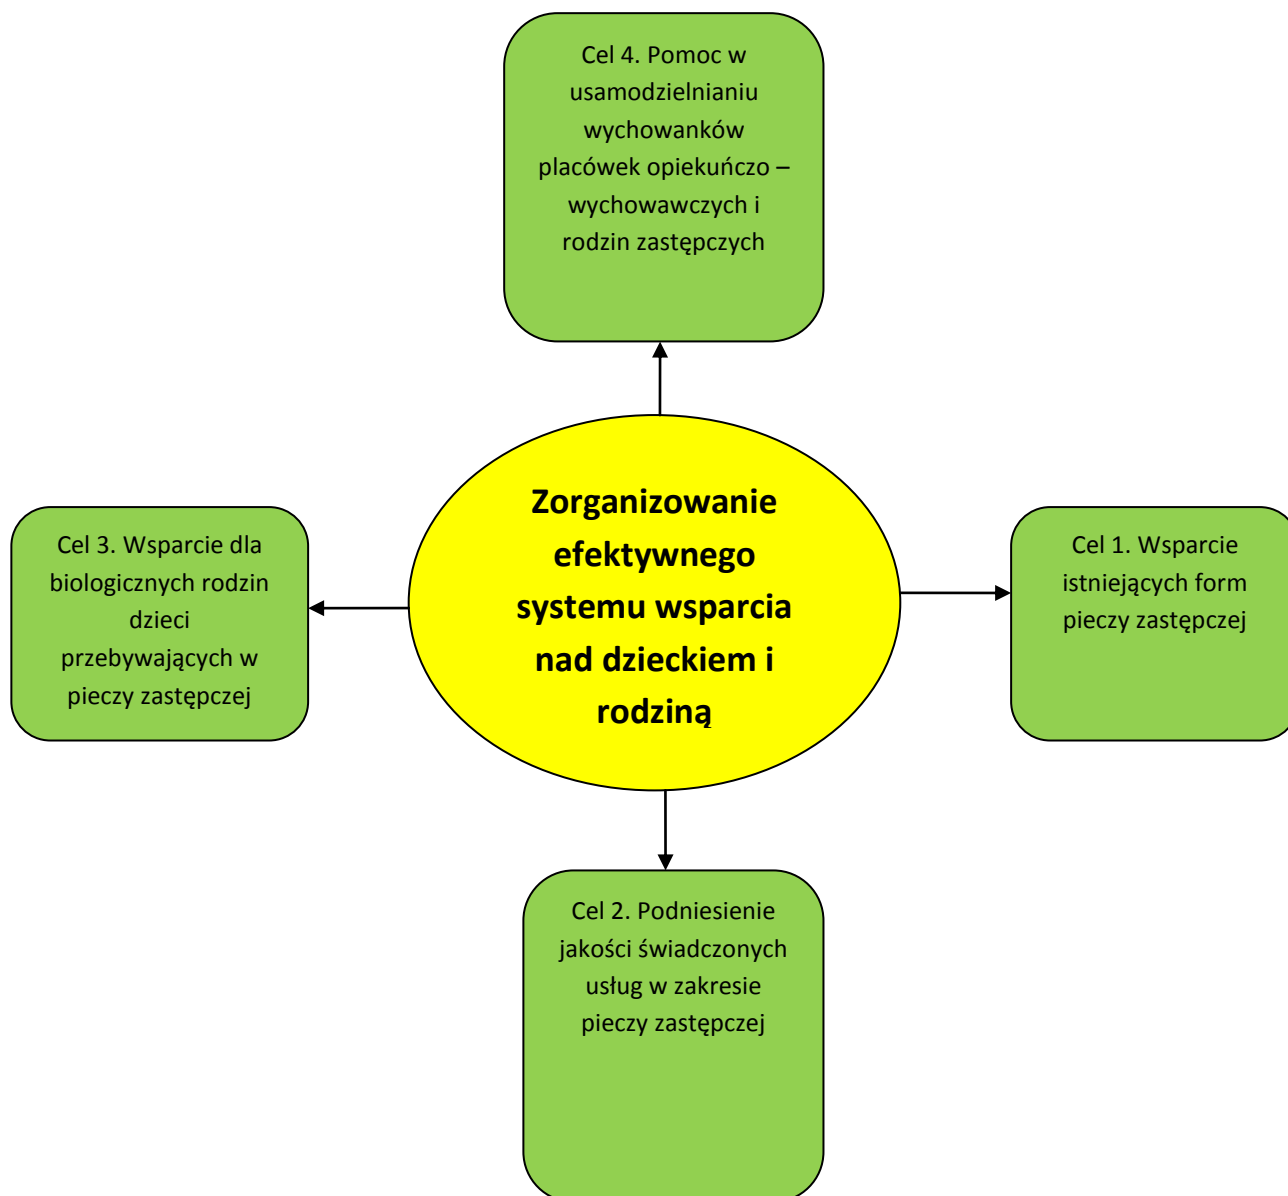 Cel 4. Pomoc w
usamodzielnianiu
wychowanków
placówek opiekuńczo –
wychowawczych i
rodzin zastępczych
Zorganizowanie
efektywnego
systemu wsparcia
nad dzieckiem i
rodziną
Cel 3. Wsparcie dla
biologicznych rodzin
dzieci
przebywających w
pieczy zastępczej
Cel 1. Wsparcie
istniejących form
pieczy zastępczej
Cel 2. Podniesienie
jakości świadczonych
usług w zakresie
pieczy zastępczej